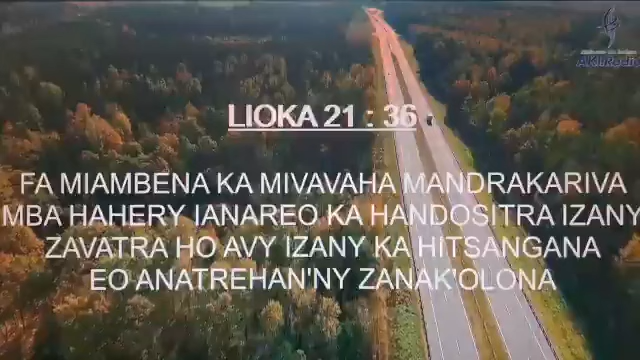 LIOKA 21 : 36
FA MIAMBENA KA MIVAVAHA MANDRAKARIVA
MBA HAHERY IANAREO KA HANDOSITRA IZANY
ZAVATRA HO AVY IZANY KA HITSANGANA
EO ANATREHAN'NY ZANAK'OLONA
AKILRadio